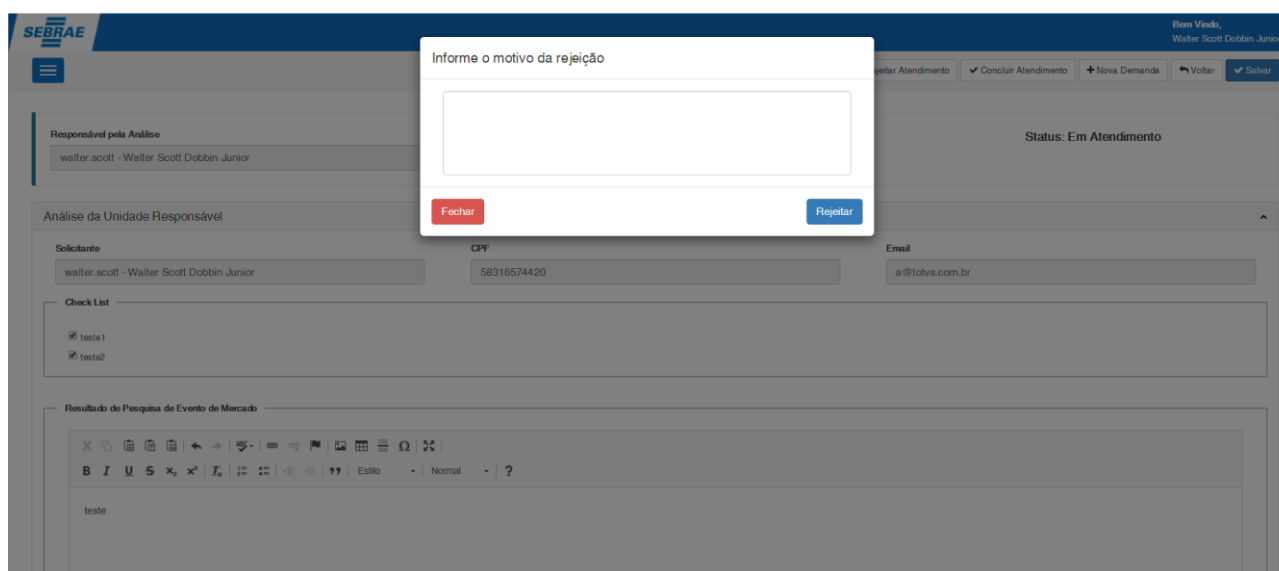 SEBRAE
Bem Vindo,
Walter Scott Dobbin Junior
Informe o motivo da rejeição
Atendimento
Concluir Atendimento
Nova Demanda
Voltar
Salvar
Responsável pela Análise
walter.scott - Walter Scott Dobbin Junior
Status: Em Atendimento
Fechar
Rejeitar
Análise da Unidade Responsável
Solicitante
CPF
Email
walter.scott - Walter Scott Dobbin Junior
58316574420
a@totvs.com.br
Check List
teste1
teste2
Resultado de Pesquisa de Evento de Mercado
B I U S x₂ x² Ix Estilo Normal ?
teste